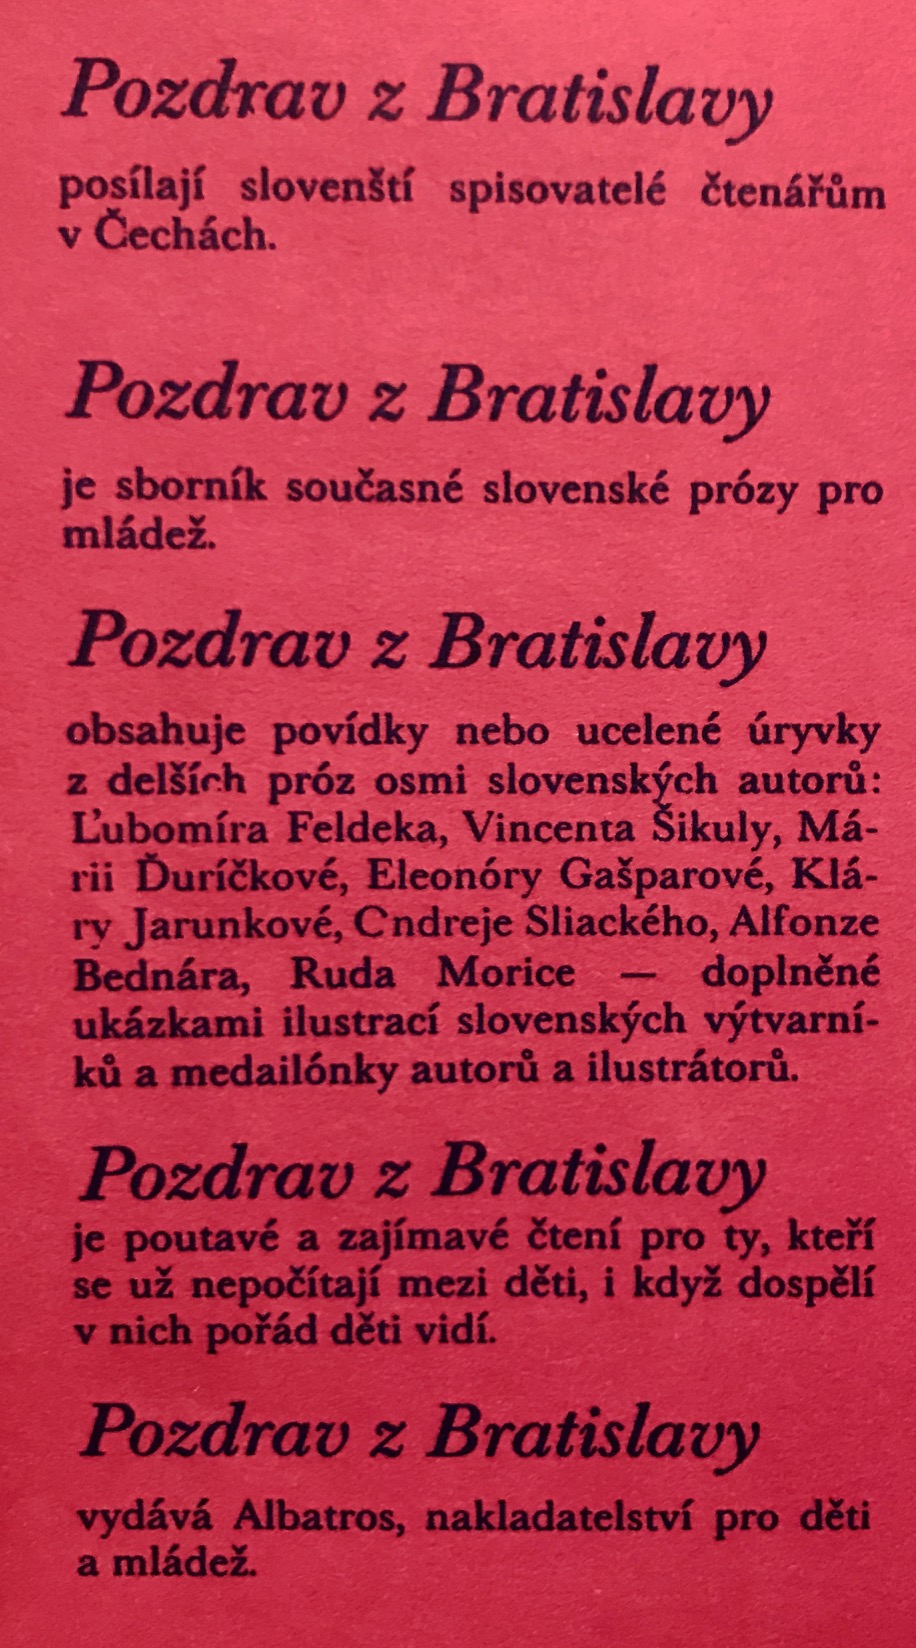 Pozdrav z Bratislavy
posílají slovenští spisovatelé čtenářům
v Čechách.
Pozdrav z Bratislavy
je sborník současné slovenské prózy pro
mládež.
Pozdrav z Bratislavy
obsahuje povídky nebo ucelené úryvky
z delších próz osmi slovenských autorů:
Ľubomíra Feldeka, Vincenta Šikuly, Má-
rii Ďuríčkové, Eleonóry Gašparové, Klá-
ry Jarunkové, Ondreje Sliackého, Alfonze
Bednára, Ruda Morice — doplněné
ukázkami ilustrací slovenských výtvarní-
ků a medailónky autorů a ilustrátorů.
Pozdrav z Bratislavy
je poutavé a zajímavé čtení pro ty, kteří
se už nepočítají mezi děti, i když dospělí
v nich pořád děti vidí.
Pozdrav z Bratislavy
vydává Albatros, nakladatelství pro děti
a mládež.